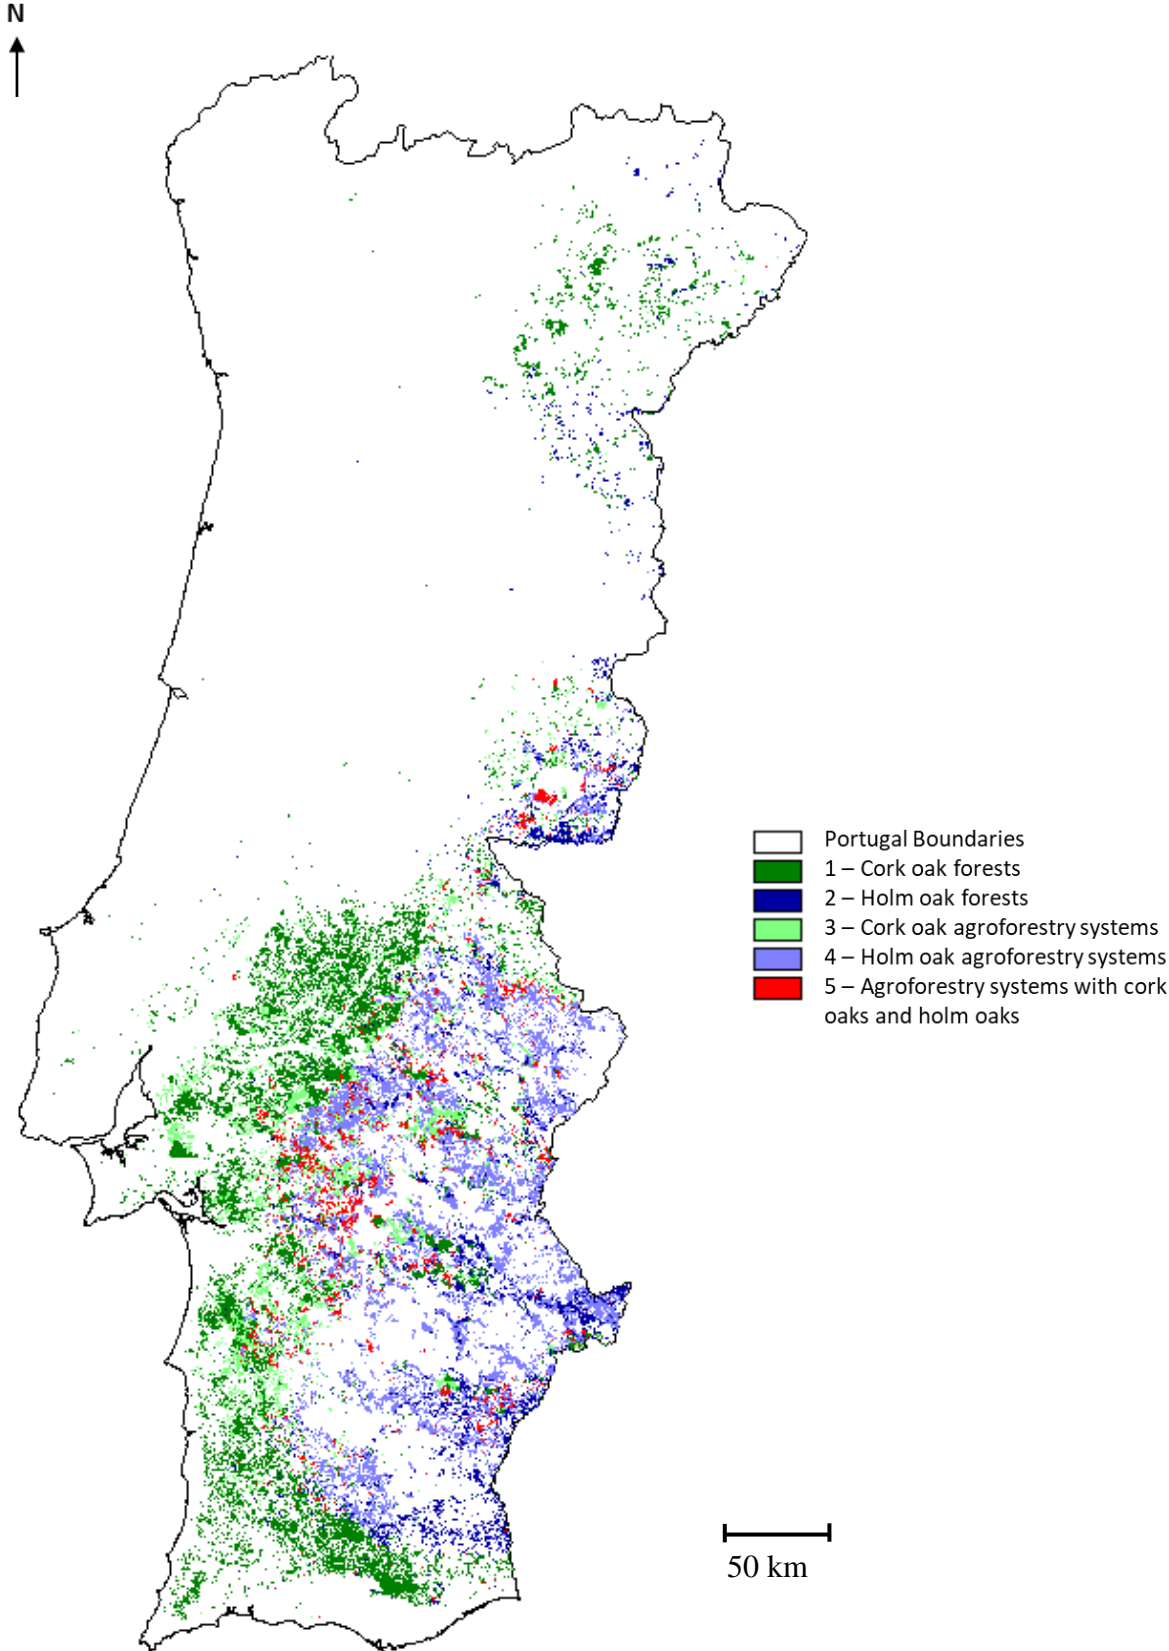 N
Portugal Boundaries
1 – Cork oak forests
2 – Holm oak forests
3 – Cork oak agroforestry systems
4 – Holm oak agroforestry systems
5 – Agroforestry systems with cork
oaks and holm oaks
50 km